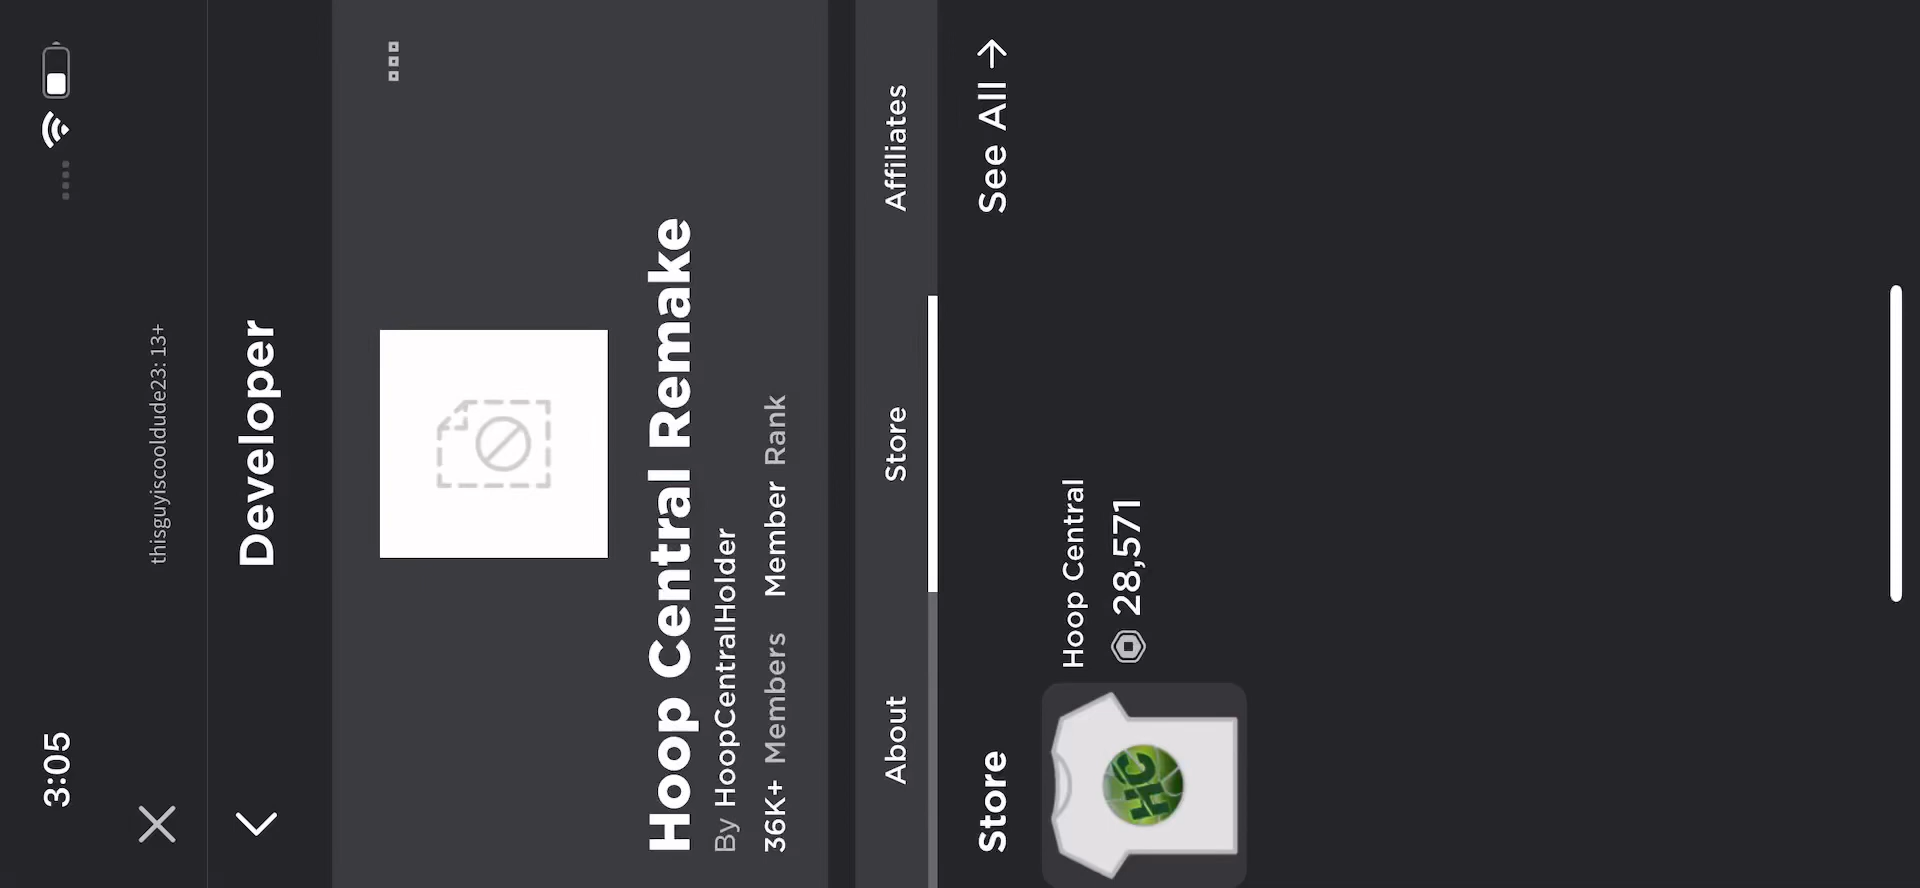 3:05
thisguyiscooldude23: 13+
Developer
Hoop Central Remake
By HoopCentralHolder
36K+ Members Member Rank
About Store Affiliates
Store See All →
Hoop Central
28,571
HC